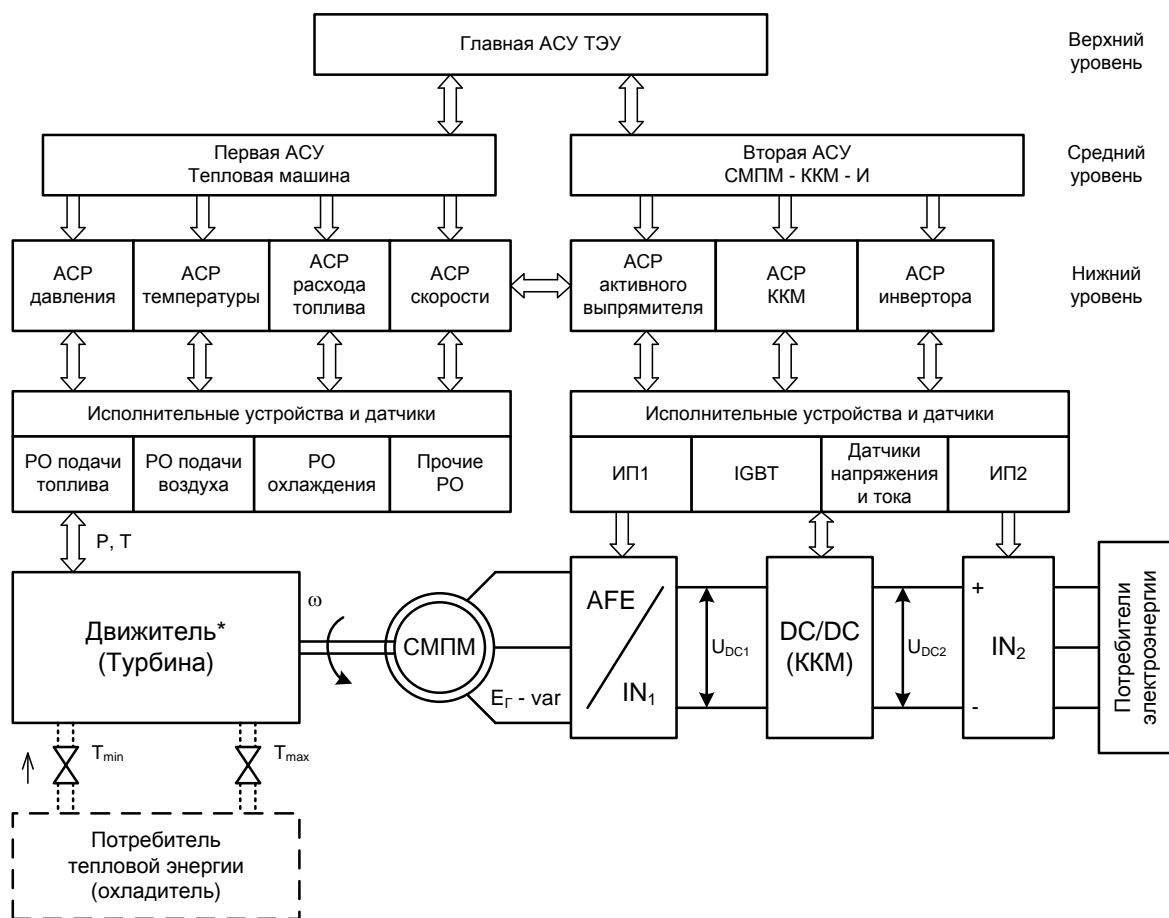 Главная АСУ ТЭУ
Верхний
уровень
Первая АСУ
Тепловая машина
Вторая АСУ
СМПМ - ККМ - И
Средний
уровень
АСР
давления
АСР
температуры
АСР
расхода
топлива
АСР
скорости
АСР
активного
выпрямителя
АСР
ККМ
АСР
инвертора
Нижний
уровень
Исполнительные устройства и датчики
РО подачи
топлива
РО подачи
воздуха
РО
охлаждения
Прочие
РО
Исполнительные устройства и датчики
ИП1
IGBT
Датчики
напряжения
и тока
ИП2
P, T
Движитель*
(Турбина)
ω
СМПМ
EГ - var
AFE
IN1
UDC1
DC/DC
(ККМ)
UDC2
+
-
IN2
Потребители
электроэнергии
Tmin
Tmax
Потребитель
тепловой энергии
(охладитель)